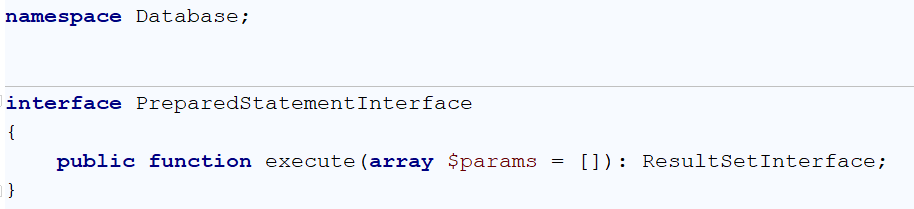 namespace Database;
interface PreparedStatementInterface
{
    public function execute(array $params = []): ResultSetInterface;
}